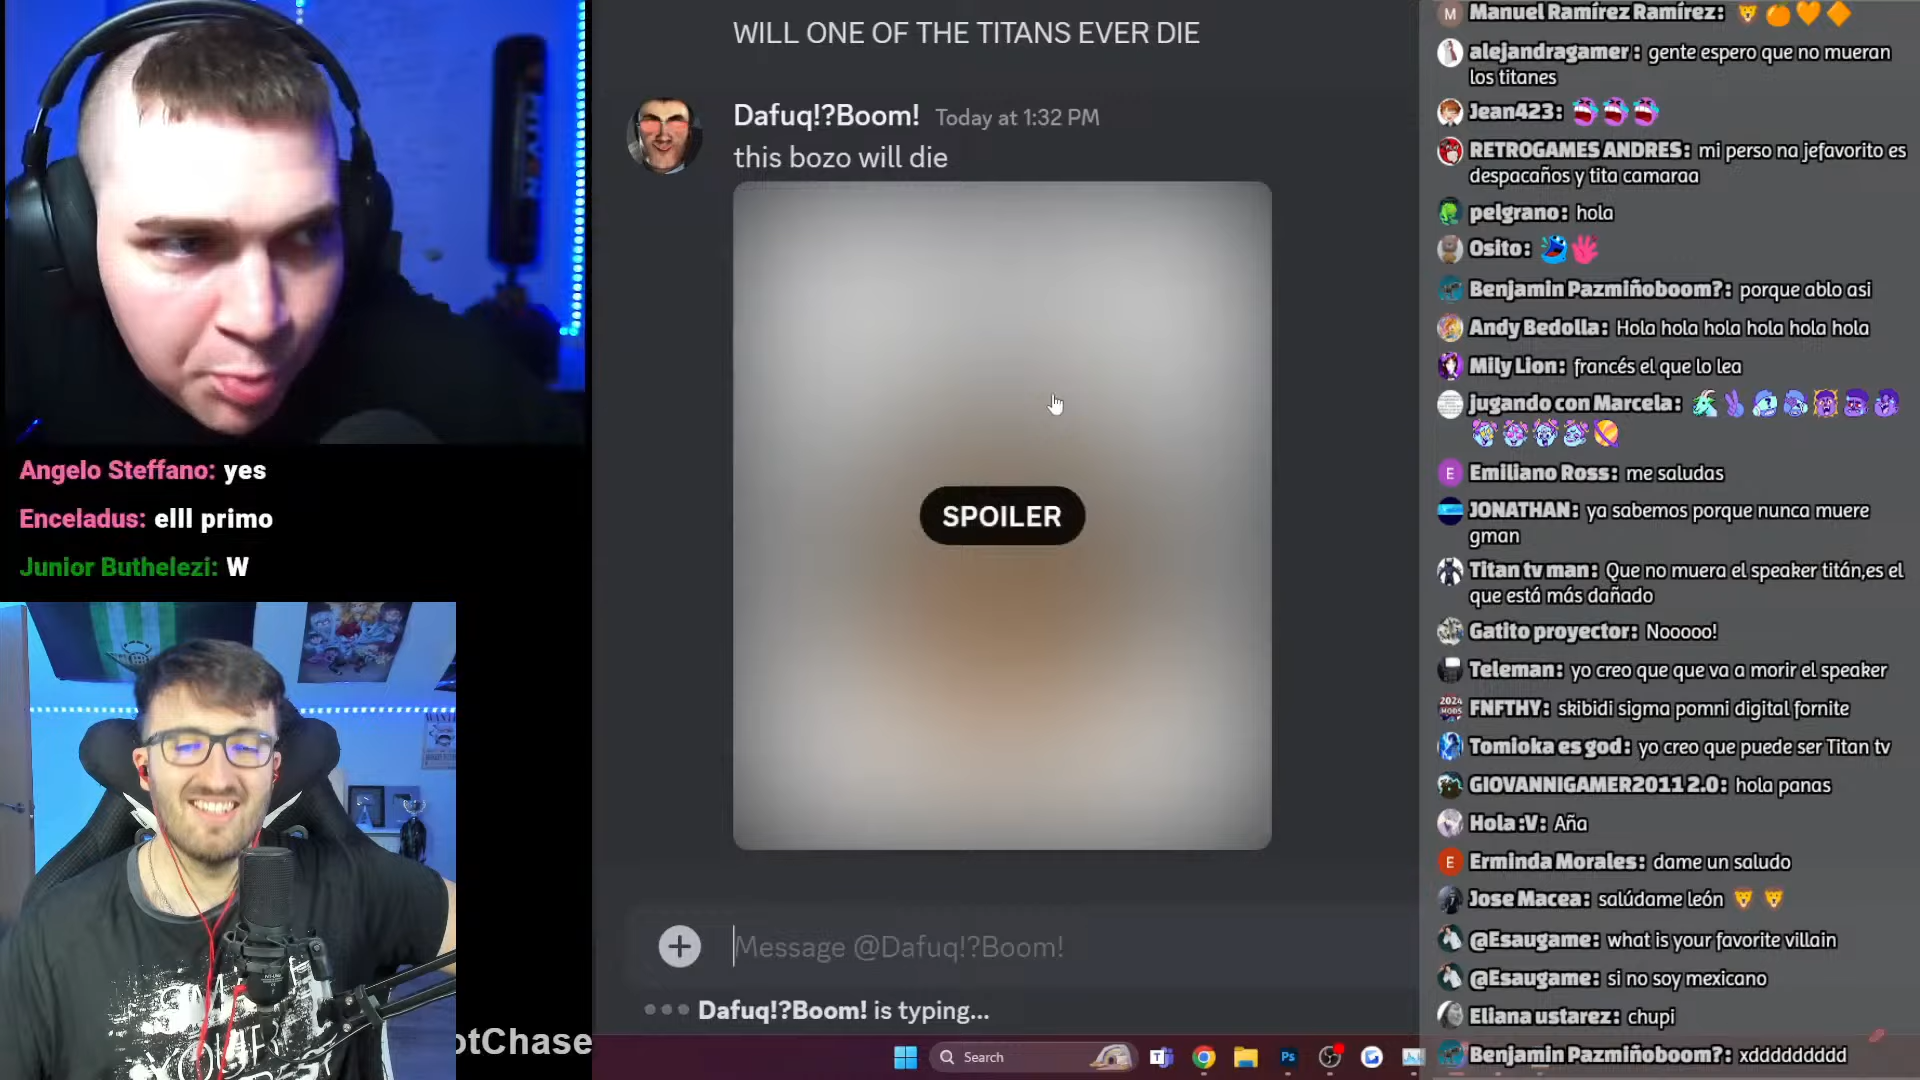 WILL ONE OF THE TITANS EVER DIE
Dafuq!?Boom! Today at 1:32 PM
this bozo will die
SPOILER
Message @Dafuq!?Boom!
Dafuq!?Boom! is typing...
Search
Angelo Steffano: yes
Enceladus: elll primo
Junior Buthelezi: W
otChase
Manuel Ramírez Ramírez: 🦁 🍊 🧡 🔶
alejandragamer : gente espero que no mueran
los titanes
Jean423:
RETROGAMES ANDRES: mi perso na jefavorito es
despacaños y tita camaraa
pelgrano: hola
Osito:
Benjamin Pazmiñoboom?: porque ablo asi
Andy Bedolla: Hola hola hola hola hola hola
Mily Lion: francés el que lo lea
jugando con Marcela:
E
Emiliano Ross: me saludas
JONATHAN: ya sabemos porque nunca muere
gman
Titan tv man: Que no muera el speaker titán,es el
que está más dañado
Gatito proyector: Nooooo!
Teleman: yo creo que que va a morir el speaker
2024
MODS
FNFTHY: skibidi sigma pomni digital fornite
Tomioka es god: yo creo que puede ser Titan tv
GIOVANNIGAMER2011 2.0: hola panas
Hola :V: Aña
E
Erminda Morales: dame un saludo
Jose Macea: salúdame león 🦁 🦁
@Esaugame: what is your favorite villain
@Esaugame: si no soy mexicano
Eliana ustarez: chupi
Benjamin Pazmiñoboom?: xdddddddddd